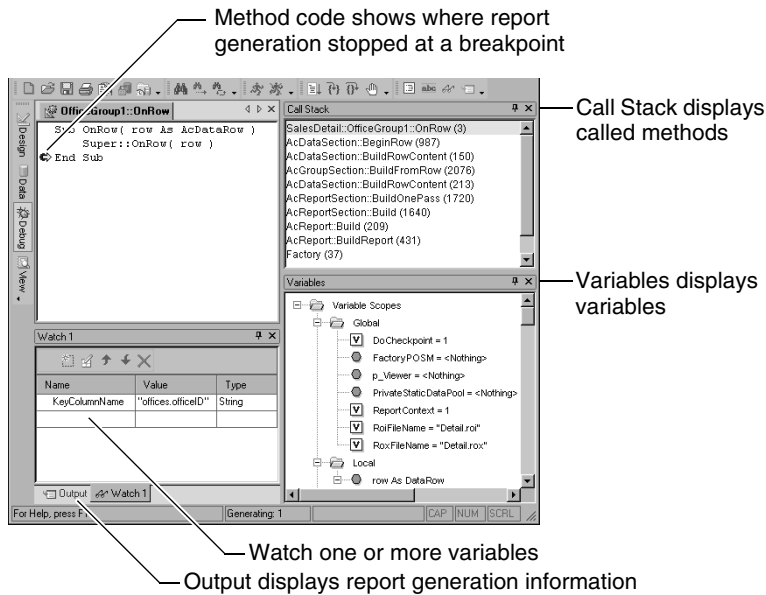 Method code shows where report
generation stopped at a breakpoint
OfficeGroup1::OnRow
Sub OnRow( row As AcDataRow )
Super::OnRow( row )
End Sub
Design
Data
Debug
View
Call Stack
SalesDetail::OfficeGroup1::OnRow (3)
AcDataSection::BeginRow (987)
AcDataSection::BuildRowContent (150)
AcGroupSection::BuildFromRow (2076)
AcDataSection::BuildRowContent (213)
AcReportSection::BuildOnePass (1720)
AcReportSection::Build (1640)
AcReport::Build (209)
AcReport::BuildReport (431)
Factory (37)
Call Stack displays
called methods
Variables
Variable Scopes
Global
DoCheckpoint = 1
FactoryPOSM = <Nothing>
p_Viewer = <Nothing>
PrivateStaticDataPool = <Nothing>
ReportContext = 1
RoiFileName = "Detail.roi"
RoxFileName = "Detail.rox"
Local
row As DataRow
Variables displays
variables
Watch 1
Name Value Type
KeyColumnName "offices.officeID" String
Output Watch 1
For Help, press F1 Generating: 1 CAP NUM SCRL
Watch one or more variables
Output displays report generation information